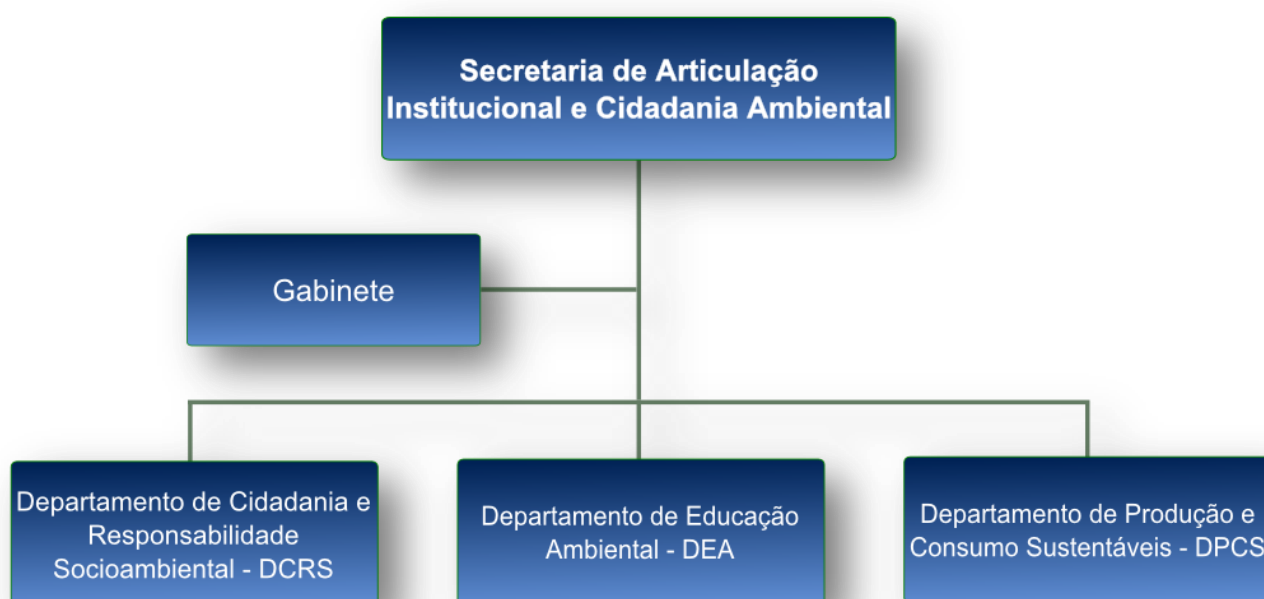 Secretaria de Articulação
Institucional e Cidadania Ambiental
Gabinete
Departamento de Cidadania e
Responsabilidade
Socioambiental - DCRS
Departamento de Educação
Ambiental - DEA
Departamento de Produção e
Consumo Sustentáveis - DPCS